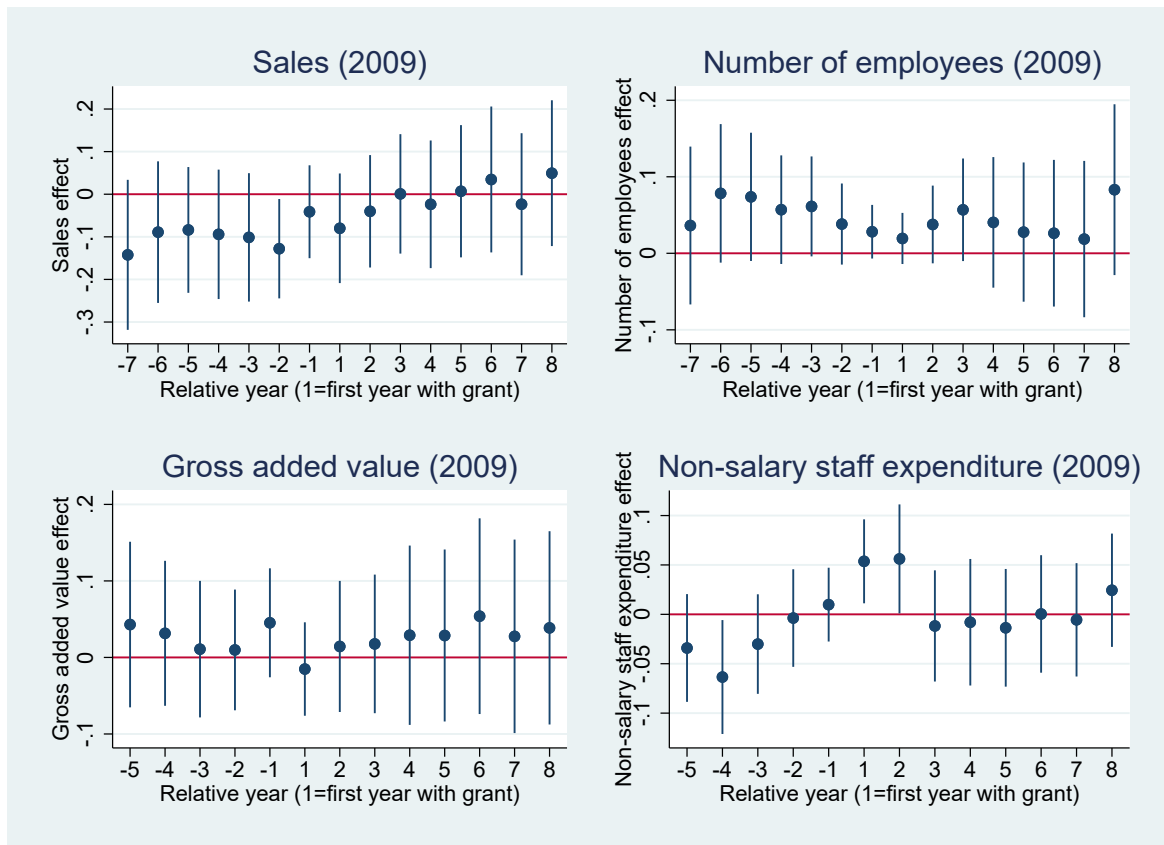 Sales (2009)
Sales effect
.2
.1
0
-.1
-.2
-.3
-7 -6 -5 -4 -3 -2 -1 1 2 3 4 5 6 7 8
Relative year (1=first year with grant)
Number of employees (2009)
Number of employees effect
.2
.1
0
-.1
-7 -6 -5 -4 -3 -2 -1 1 2 3 4 5 6 7 8
Relative year (1=first year with grant)
Gross added value (2009)
Gross added value effect
.2
.1
0
-.1
-5 -4 -3 -2 -1 1 2 3 4 5 6 7 8
Relative year (1=first year with grant)
Non-salary staff expenditure (2009)
Non-salary staff expenditure effect
.1
.05
0
-.05
-.1
-5 -4 -3 -2 -1 1 2 3 4 5 6 7 8
Relative year (1=first year with grant)